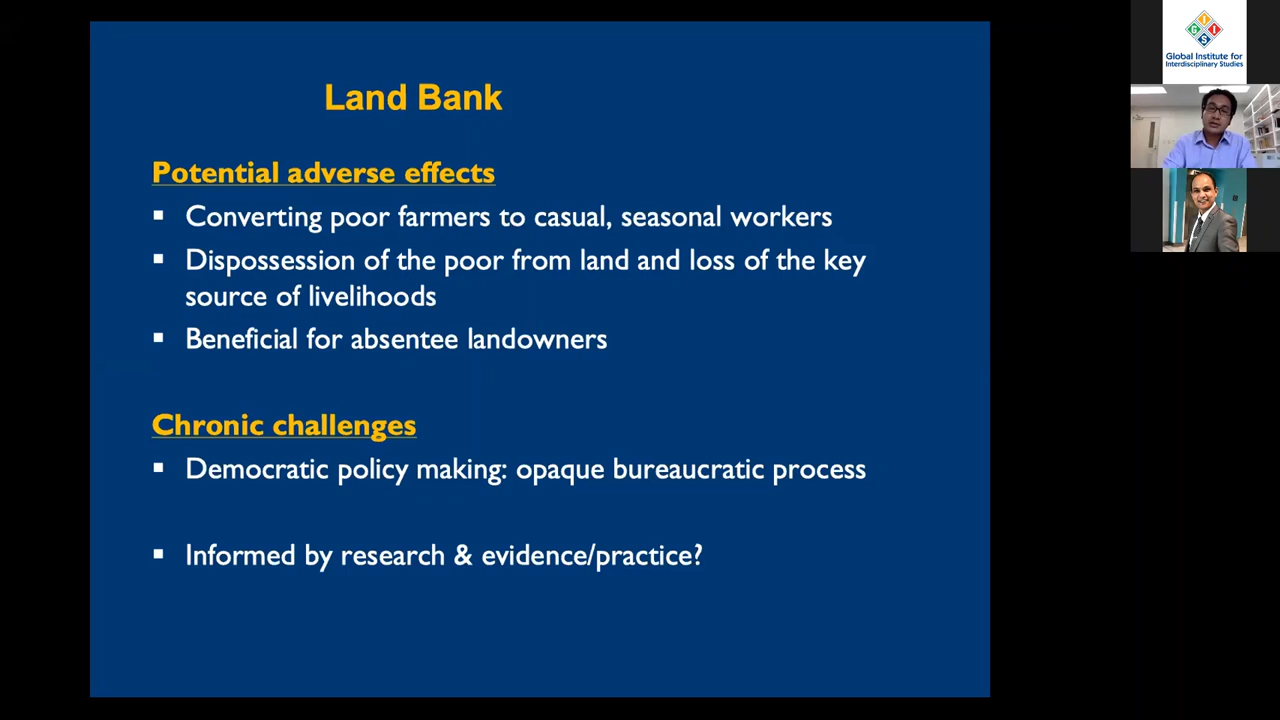 Land Bank
Potential adverse effects
▪ Converting poor farmers to casual, seasonal workers
▪ Dispossession of the poor from land and loss of the key
source of livelihoods
▪ Beneficial for absentee landowners
Chronic challenges
▪ Democratic policy making: opaque bureaucratic process
▪ Informed by research & evidence/practice?
I
G I
S
Global Institute for
Interdisciplinary Studies